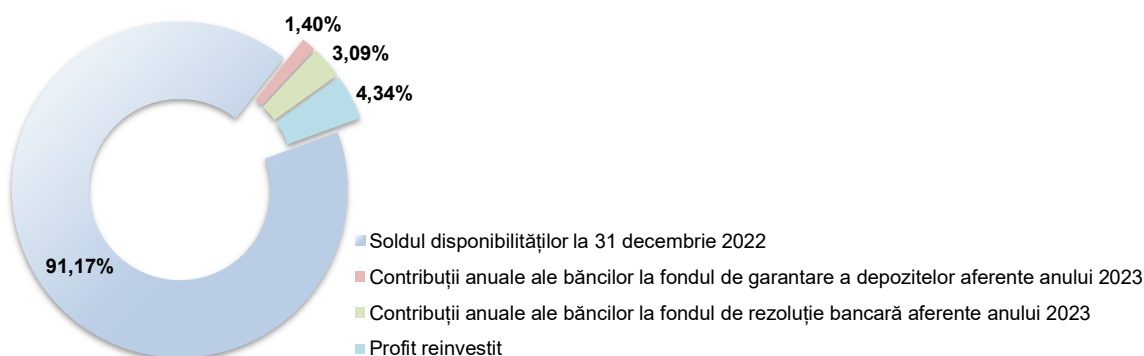 1,40%
3,09%
4,34%
91,17%
Soldul disponibilităților la 31 decembrie 2022
Contribuții anuale ale băncilor la fondul de garantare a depozitelor aferente anului 2023
Contribuții anuale ale băncilor la fondul de rezoluție bancară aferente anului 2023
Profit reinvestit